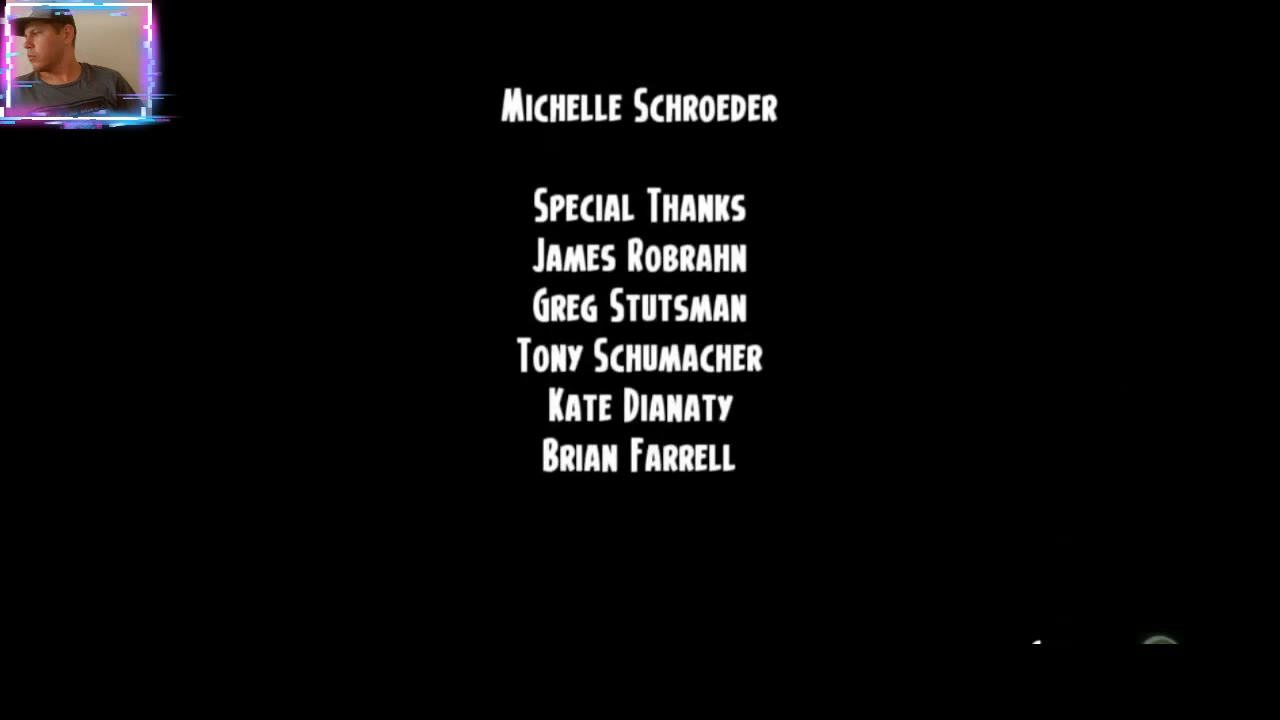 Michelle Schroeder
Special Thanks
James Robrahn
Greg Stutsman
Tony Schumacher
Kate Dianaty
Brian Farrell